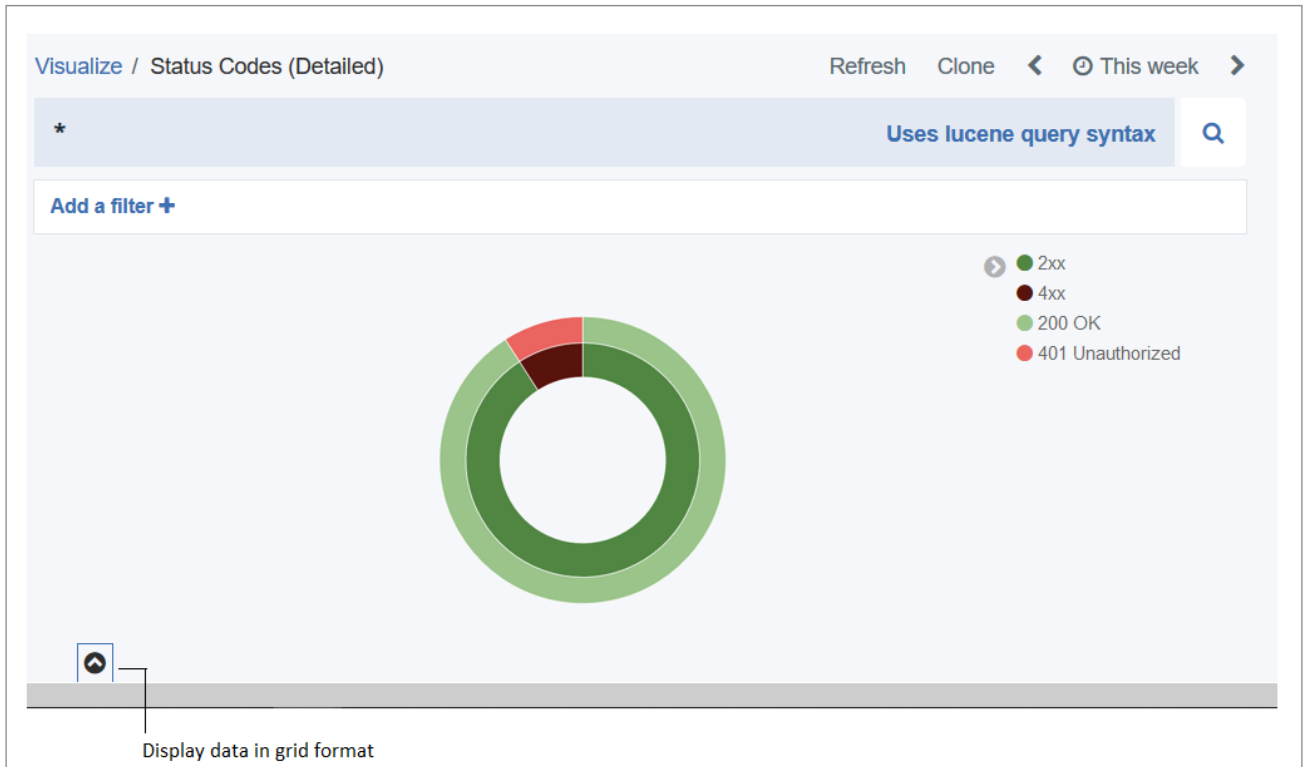 Visualize / Status Codes (Detailed) Refresh Clone This week
* Uses lucene query syntax
Add a filter +
2xx
4xx
200 OK
401 Unauthorized
Display data in grid format